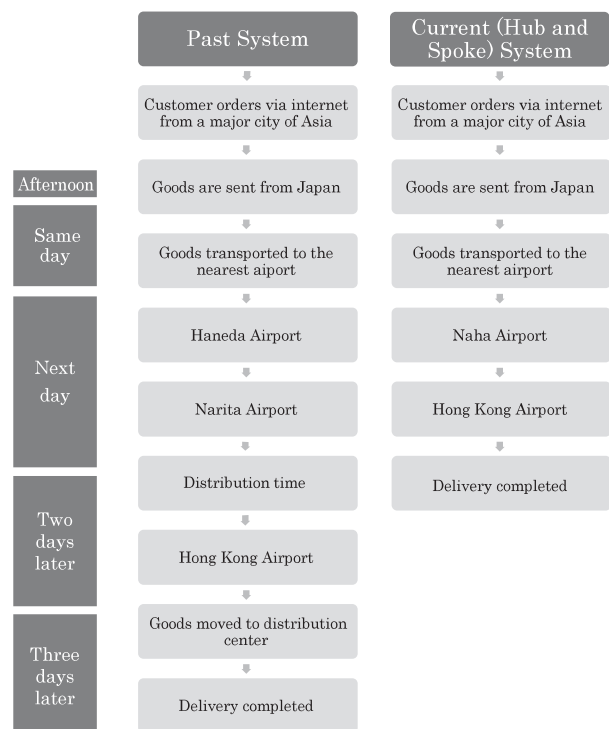 Past System
Current (Hub and
Spoke) System
Customer orders via internet
from a major city of Asia
Customer orders via internet
from a major city of Asia
Afternoon
Goods are sent from Japan
Goods are sent from Japan
Same
day
Goods transported to the
nearest aiport
Goods transported to the
nearest airport
Next
day
Haneda Airport
Naha Airport
Narita Airport
Hong Kong Airport
Distribution time
Delivery completed
Two
days
later
Hong Kong Airport
Three
days
later
Goods moved to distribution
center
Delivery completed